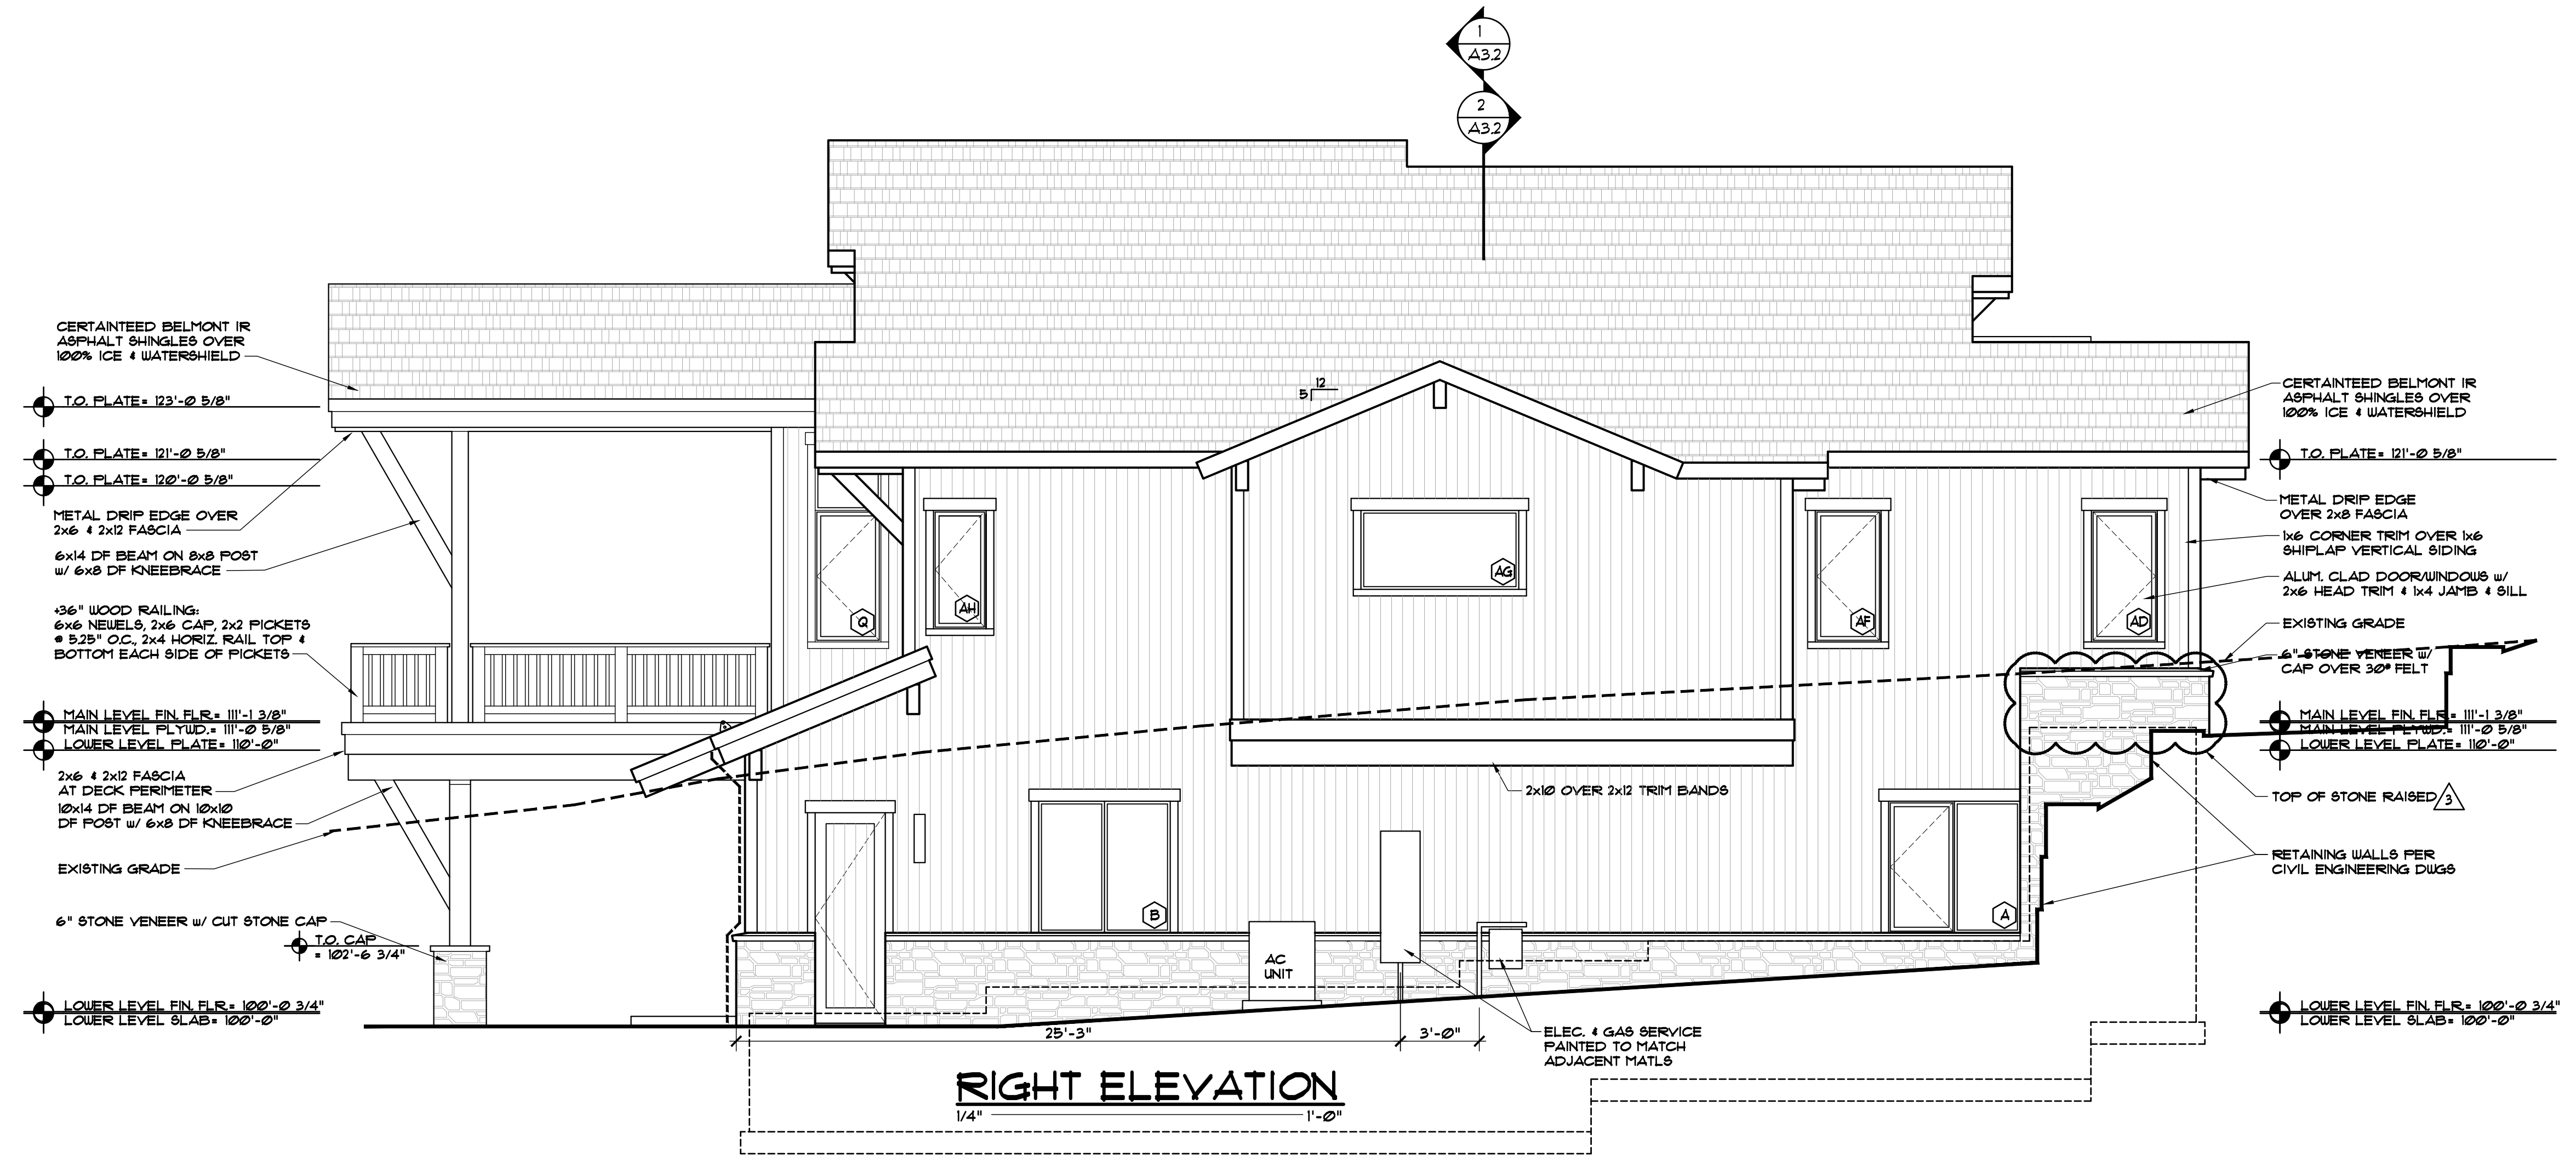 1
A3.2
2
A3.2
CERTAINTEED BELMONT IR
ASPHALT SHINGLES OVER
100% ICE & WATERSHIELD
T.O. PLATE= 123'-0 5/8"
T.O. PLATE= 121'-0 5/8"
T.O. PLATE= 120'-0 5/8"
METAL DRIP EDGE OVER
2x6 & 2x12 FASCIA
6x14 DF BEAM ON 8x8 POST
w/ 6x8 DF KNEEBRACE
+36" WOOD RAILING:
6x6 NEWELS, 2x6 CAP, 2x2 PICKETS
@ 5.25" O.C., 2x4 HORIZ. RAIL TOP &
BOTTOM EACH SIDE OF PICKETS
MAIN LEVEL FIN. FLR.= 111'-1 3/8"
MAIN LEVEL PLYWD.= 111'-0 5/8"
LOWER LEVEL PLATE= 110'-0"
2x6 & 2x12 FASCIA
AT DECK PERIMETER
10x14 DF BEAM ON 10x10
DF POST w/ 6x8 DF KNEEBRACE
EXISTING GRADE
6" STONE VENEER w/ CUT STONE CAP
T.O. CAP
= 102'-6 3/4"
LOWER LEVEL FIN. FLR.= 100'-0 3/4"
LOWER LEVEL SLAB= 100'-0"
12
5
Q
AH
AG
AF
AD
2x10 OVER 2x12 TRIM BANDS
B
A
AC
UNIT
25'-3"
3'-0"
ELEC. & GAS SERVICE
PAINTED TO MATCH
ADJACENT MATLS
RIGHT ELEVATION
1/4" 1'-0"
CERTAINTEED BELMONT IR
ASPHALT SHINGLES OVER
100% ICE & WATERSHIELD
T.O. PLATE= 121'-0 5/8"
METAL DRIP EDGE
OVER 2x8 FASCIA
1x6 CORNER TRIM OVER 1x6
SHIPLAP VERTICAL SIDING
ALUM. CLAD DOOR/WINDOWS w/
2x6 HEAD TRIM & 1x4 JAMB & SILL
EXISTING GRADE
6" STONE VENEER w/
CAP OVER 30# FELT
MAIN LEVEL FIN. FLR.= 111'-1 3/8"
MAIN LEVEL PLYWD.= 111'-0 5/8"
LOWER LEVEL PLATE= 110'-0"
TOP OF STONE RAISED
3
RETAINING WALLS PER
CIVIL ENGINEERING DWGS
LOWER LEVEL FIN. FLR.= 100'-0 3/4"
LOWER LEVEL SLAB= 100'-0"